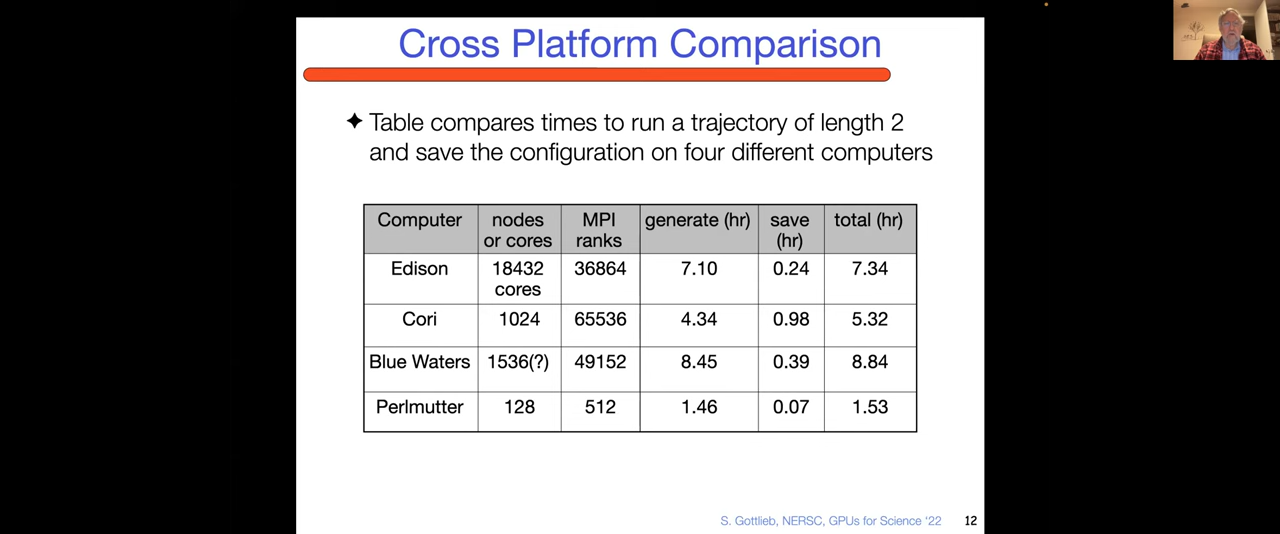 Cross Platform Comparison
✦ Table compares times to run a trajectory of length 2
and save the configuration on four different computers
Computer nodes or cores MPI ranks generate (hr) save (hr) total (hr)
Edison 18432 cores 36864 7.10 0.24 7.34
Cori 1024 65536 4.34 0.98 5.32
Blue Waters 1536(?) 49152 8.45 0.39 8.84
Perlmutter 128 512 1.46 0.07 1.53
S. Gottlieb, NERSC, GPUs for Science '22 12